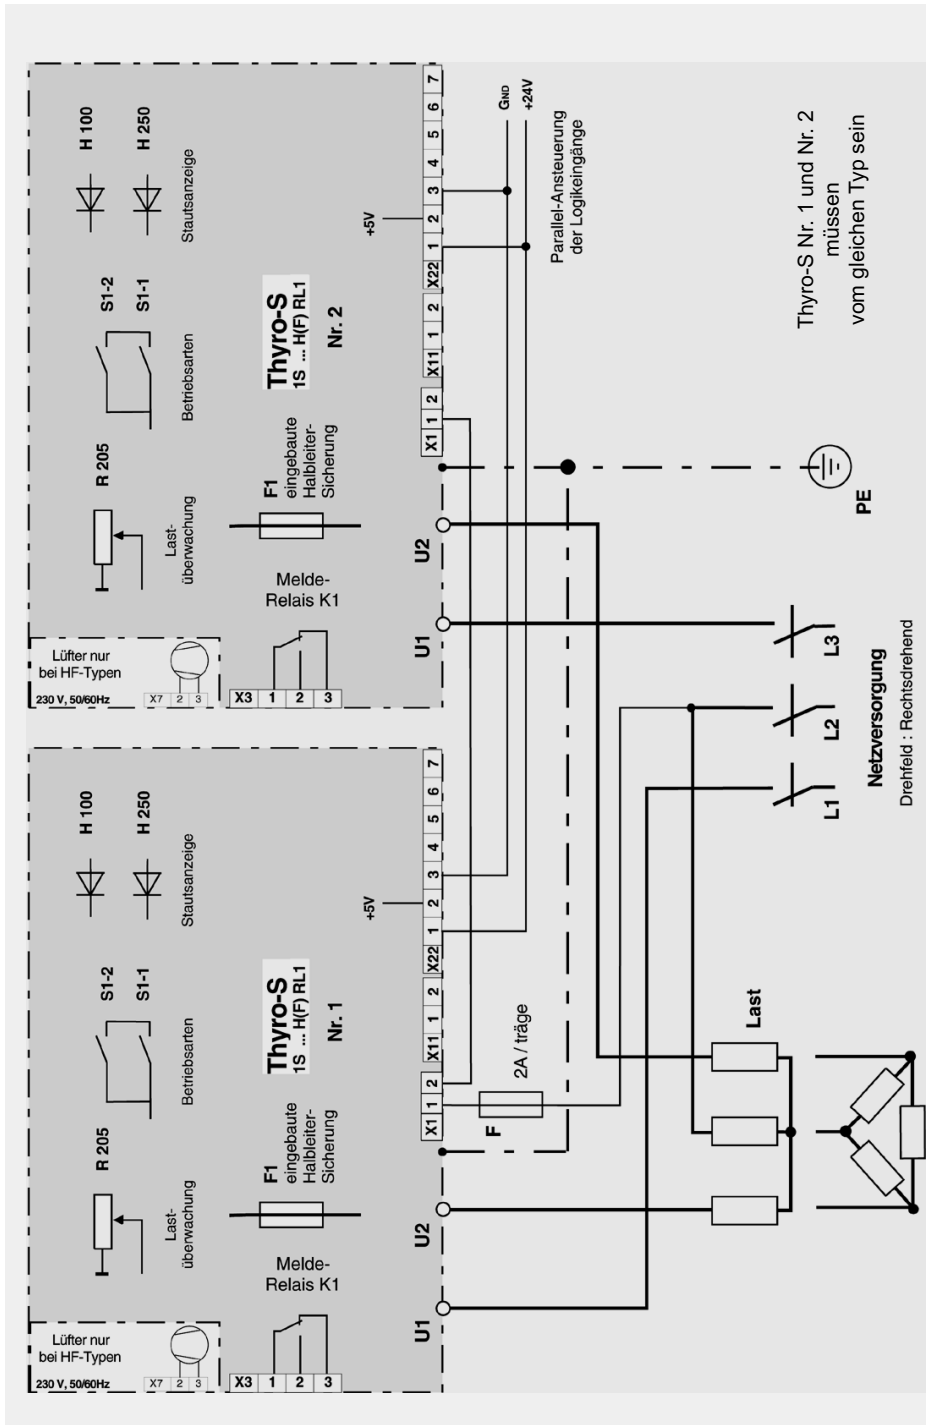 H 100
H 250
Stautsanzeige
S1-2
S1-1
Betriebsarten
R 205
Last-
überwachung
Lüfter nur
bei HF-Typen
230 V, 50/60Hz
X7 2 3
Thyro-S
1S ... H(F) RL1
Nr. 2
F1
eingebaute
Halbleiter-
Sicherung
Melde-
Relais K1
X3 1 2 3
+5V
X22 1 2 3 4 5 6 7
X11 1 2
X1 1 2
U2
U1
GND
+24V
Parallel-Ansteuerung
der Logikeingänge
Thyro-S Nr. 1 und Nr. 2
müssen
vom gleichen Typ sein
PE
H 100
H 250
Stautsanzeige
S1-2
S1-1
Betriebsarten
R 205
Last-
überwachung
Lüfter nur
bei HF-Typen
230 V, 50/60Hz
X7 2 3
Thyro-S
1S ... H(F) RL1
Nr. 1
F1
eingebaute
Halbleiter-
Sicherung
Melde-
Relais K1
X3 1 2 3
+5V
X22 1 2 3 4 5 6 7
X11 1 2
X1 1 2
U2
U1
F
2A / träge
L3
L2
L1
Netzversorgung
Drehfeld : Rechtsdrehend
Last